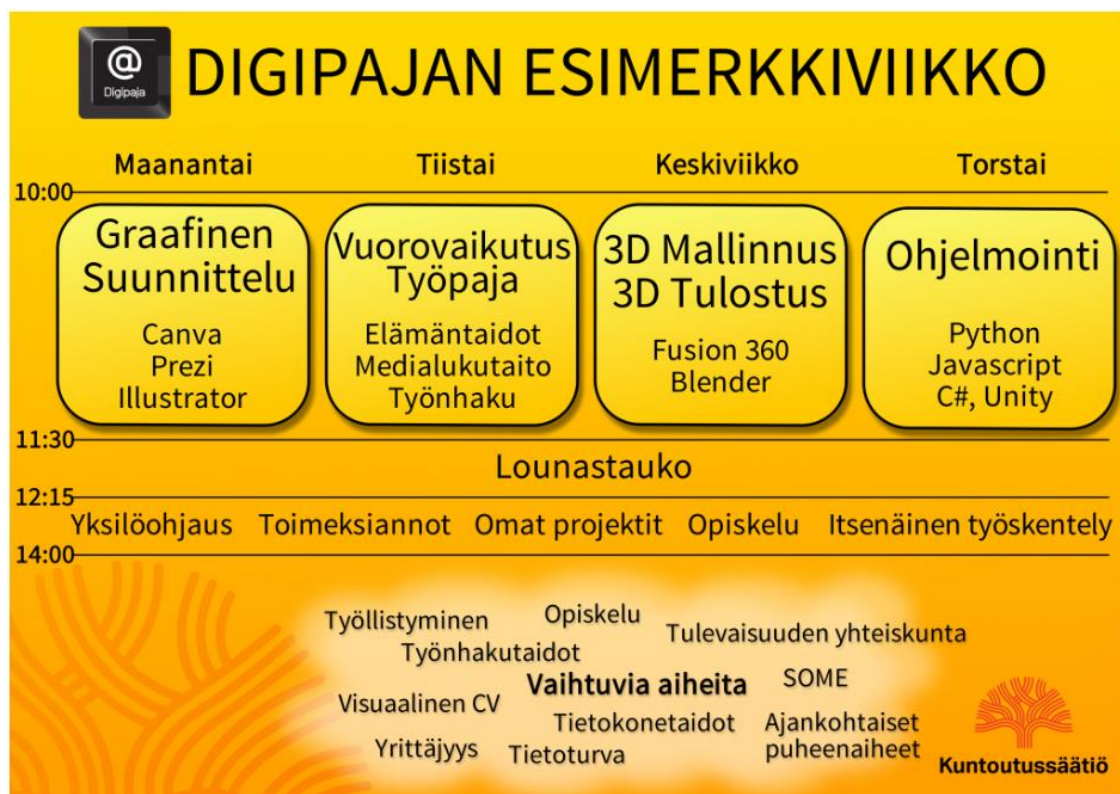 @
Digipaja
DIGIPAJAN ESIMERKKIVIIKKO
Maanantai Tiistai Keskiviikko Torstai
10:00
Graafinen
Suunnittelu
Canva
Prezi
Illustrator
Vuorovaikutus
Työpaja
Elämäntaidot
Medialukutaito
Työnhaku
3D Mallinnus
3D Tulostus
Fusion 360
Blender
Ohjelmointi
Python
Javascript
C#, Unity
11:30
Lounastauko
12:15
Yksilöohjaus Toimeksiannot Omat projektit Opiskelu Itsenäinen työskentely
14:00
Työllistyminen
Opiskelu
Tulevaisuuden yhteiskunta
Työnhakutaidot
Vaihtuvia aiheita
SOME
Visuaalinen CV
Tietokonetaidot
Ajankohtaiset
puheenaiheet
Yrittäjyys
Tietoturva
Kuntoutussäätiö